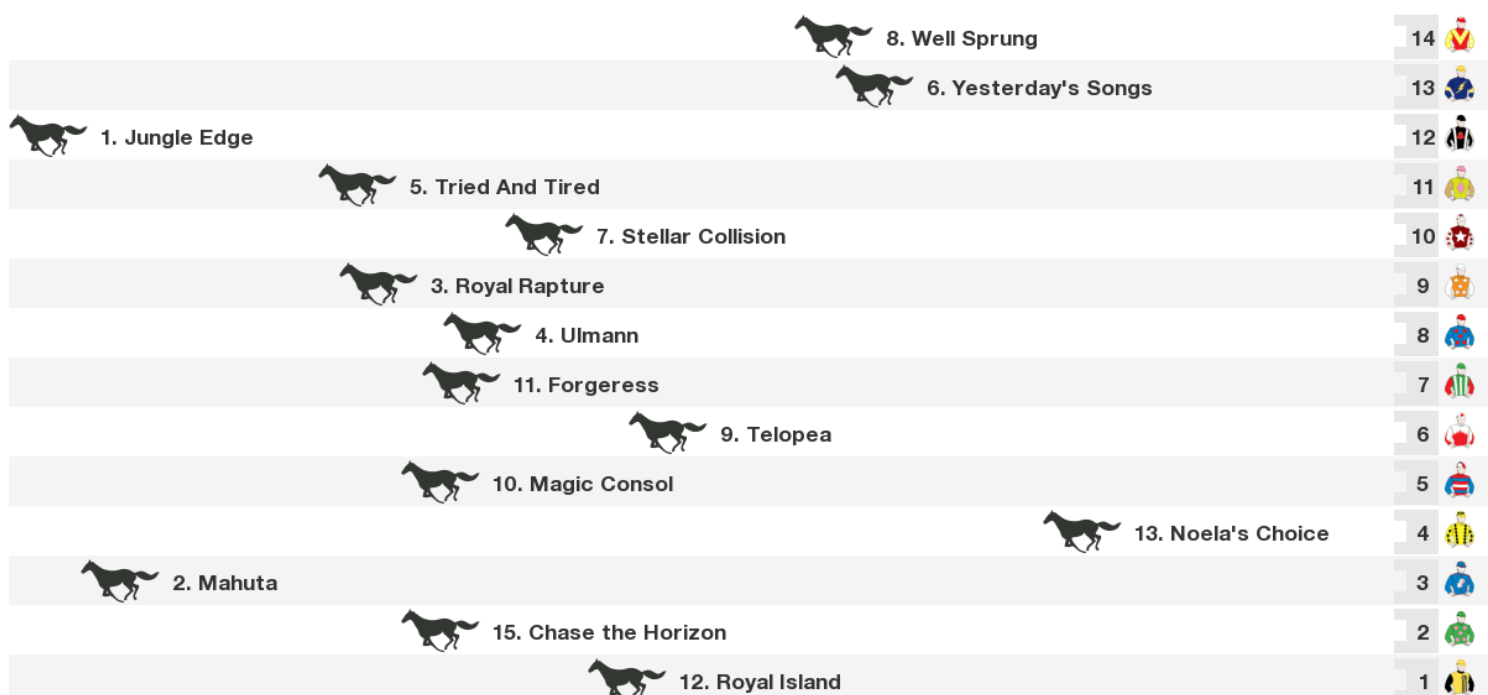 8. Well Sprung 14
6. Yesterday's Songs 13
1. Jungle Edge 12
5. Tried And Tired 11
7. Stellar Collision 10
3. Royal Rapture 9
4. Ulmann 8
11. Forgeress 7
9. Telopea 6
10. Magic Consol 5
13. Noela's Choice 4
2. Mahuta 3
15. Chase the Horizon 2
12. Royal Island 1